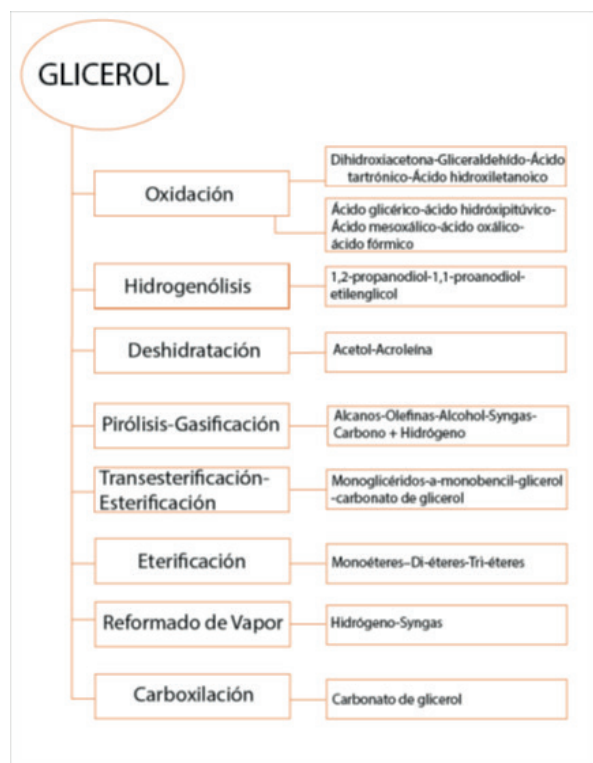 GLICEROL
Oxidación
Dihidroxiacetona-Gliceraldehído-Ácido
tartrónico-Ácido hidroxiletanoico
Ácido glicérico-ácido hidróxipitúvico-
Ácido mesoxálico-ácido oxálico-
ácido fórmico
Hidrogenólisis
1,2-propanodiol-1,1-proanodiol-
etilenglicol
Deshidratación
Acetol-Acroleína
Pirólisis-Gasificación
Alcanos-Olefinas-Alcohol-Syngas-
Carbono + Hidrógeno
Transesterificación-
Esterificación
Monoglicéridos-a-monobencil-glicerol
-carbonato de glicerol
Eterificación
Monoéteres–Di-éteres-Tri-éteres
Reformado de Vapor
Hidrógeno-Syngas
Carboxilación
Carbonato de glicerol